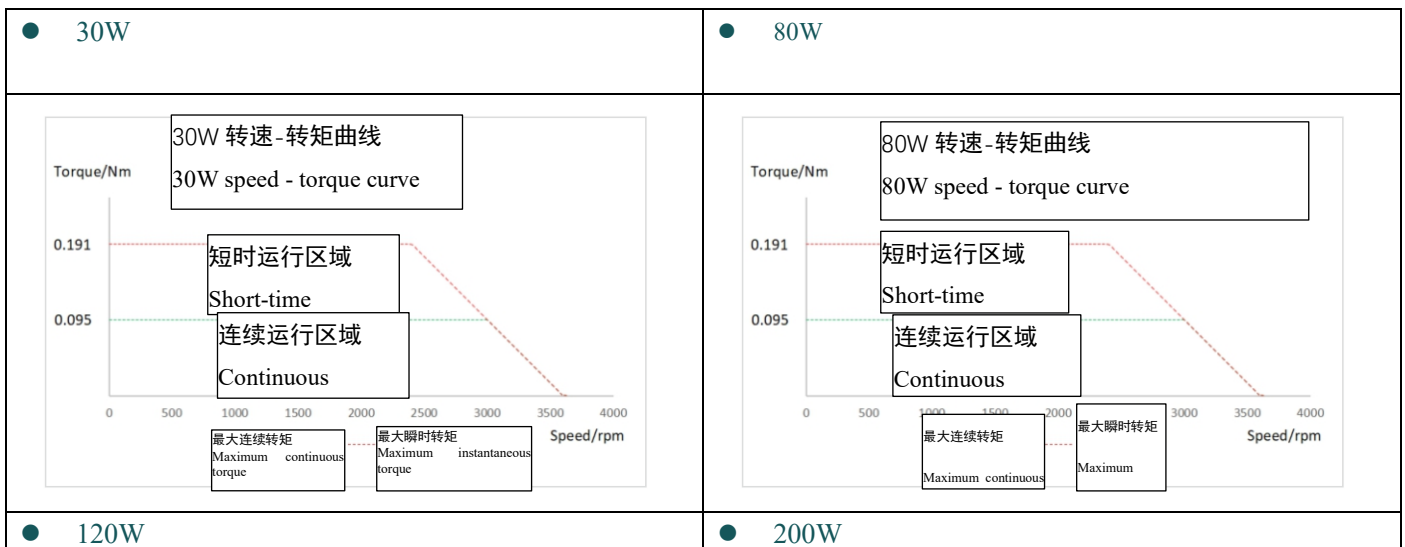 30W
80W
30W 转速-转矩曲线
30W speed - torque curve
Torque/Nm
0.191
短时运行区域
Short-time
0.095
连续运行区域
Continuous
0 500 1000 1500 2000 2500 3000 3500 4000
最大连续转矩
Maximum continuous
torque
最大瞬时转矩
Maximum instantaneous
torque
Speed/rpm
80W 转速-转矩曲线
80W speed - torque curve
Torque/Nm
0.191
短时运行区域
Short-time
0.095
连续运行区域
Continuous
0 500 1000 1500 2000 3000 3500 4000
最大连续转矩
Maximum continuous
最大瞬时转矩
Maximum
Speed/rpm
120W
200W